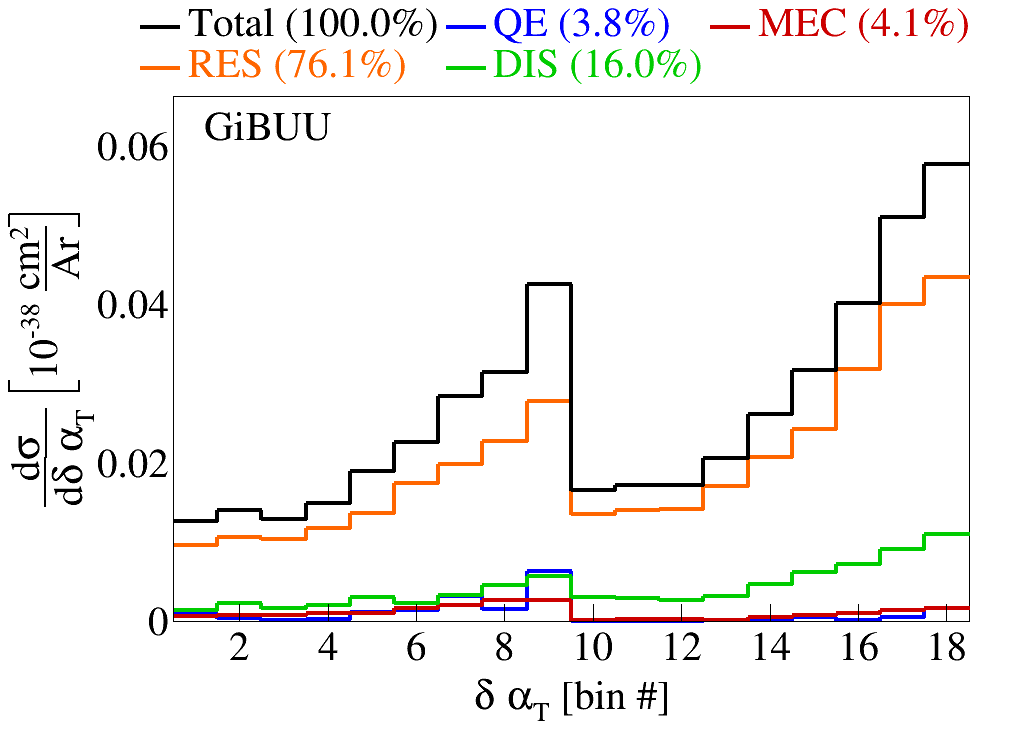 Total (100.0%) QE (3.8%) MEC (4.1%)
RES (76.1%) DIS (16.0%)
GiBUU
0.06
0.04
0.02
0
dσ/dδ α_T [10^-38 cm^2/Ar]
2 4 6 8 10 12 14 16 18
δ α_T [bin #]